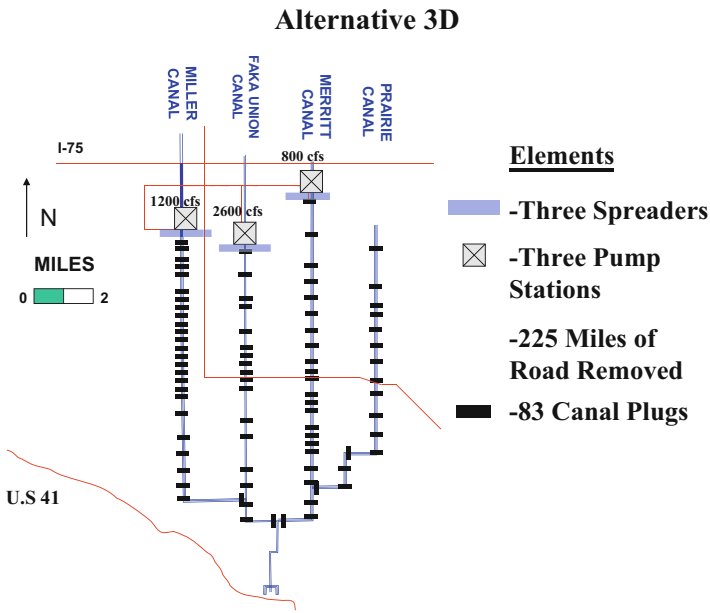 Alternative 3D
MILLER
CANAL
FAKA UNION
CANAL
MERRITT
CANAL
PRAIRIE
CANAL
I-75
800 cfs
1200 cfs
2600 cfs
N
MILES
0 2
U.S 41
Elements
-Three Spreaders
-Three Pump
Stations
-225 Miles of
Road Removed
-83 Canal Plugs